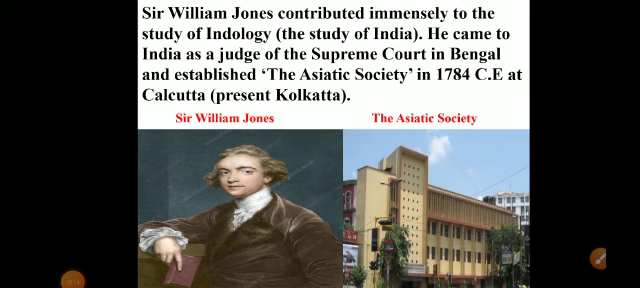 Sir William Jones contributed immensely to the
study of Indology (the study of India). He came to
India as a judge of the Supreme Court in Bengal
and established ‘The Asiatic Society’ in 1784 C.E at
Calcutta (present Kolkatta).
Sir William Jones
The Asiatic Society